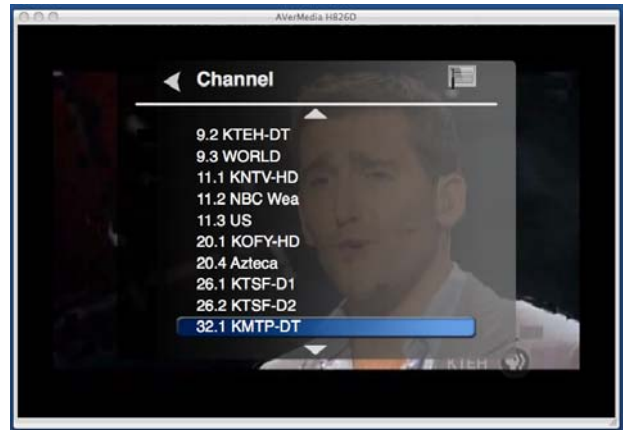 AVerMedia H826D
Channel
9.2 KTEH-DT
9.3 WORLD
11.1 KNTV-HD
11.2 NBC Wea
11.3 US
20.1 KOFY-HD
20.4 Azteca
26.1 KTSF-D1
26.2 KTSF-D2
32.1 KMTP-DT
KTEH